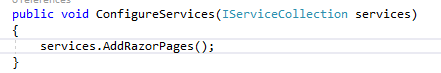 public void ConfigureServices(IServiceCollection services)
{
    services.AddRazorPages();
}